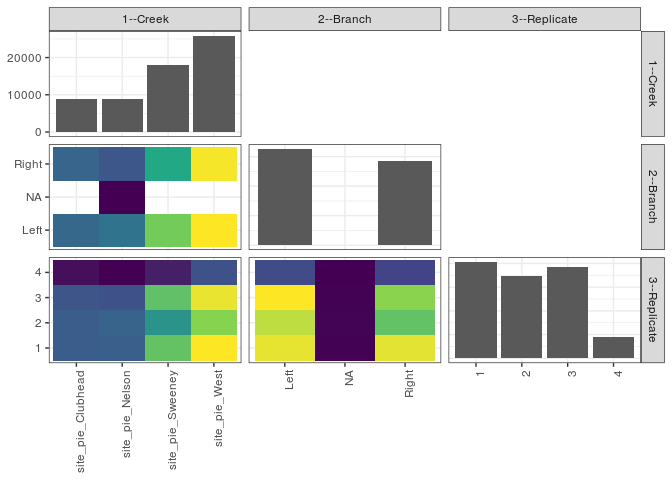 1--Creek
2--Branch
3--Replicate
20000
10000
0
1--Creek
Right
NA
Left
2--Branch
4
3
2
1
3--Replicate
site_pie_Clubhead
site_pie_Nelson
site_pie_Sweeney
site_pie_West
Left
NA
Right
1
2
3
4